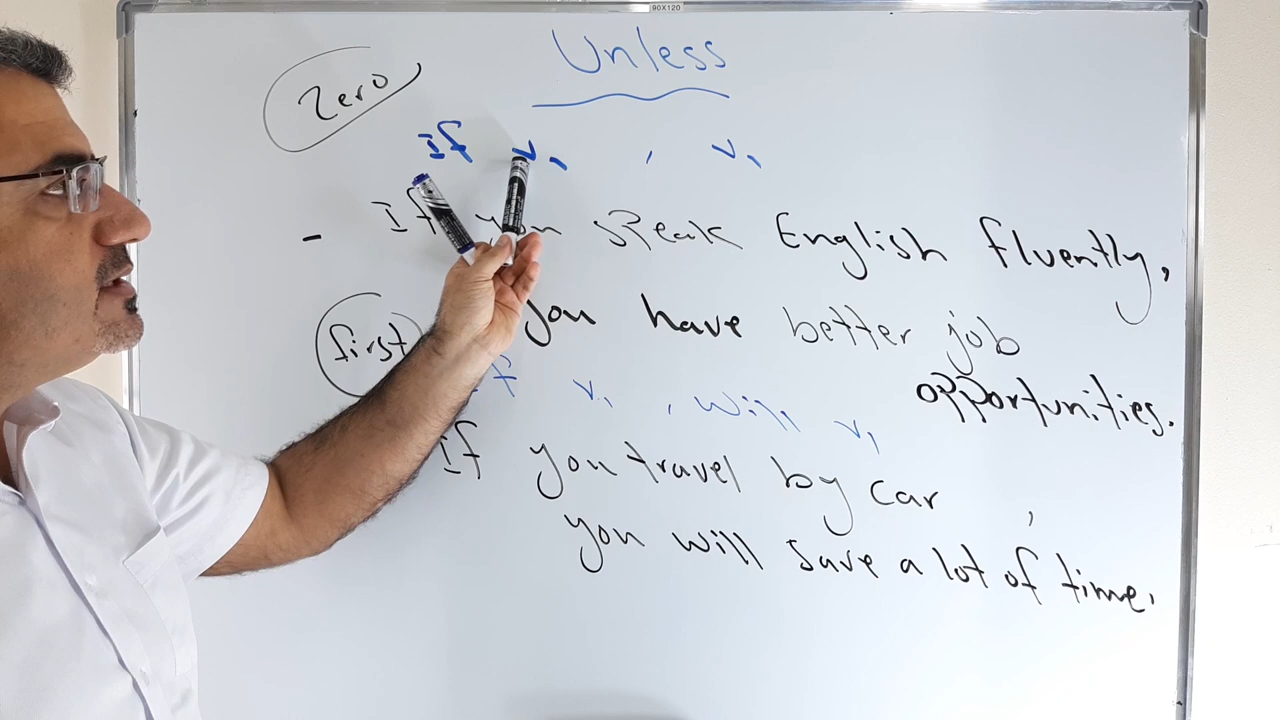 90X120
Unless
Zero
If v1 , v1
- If you speak English fluently,
you have better job
opportunities.
first
If v1 , will v1
If you travel by car ,
you will save a lot of time.